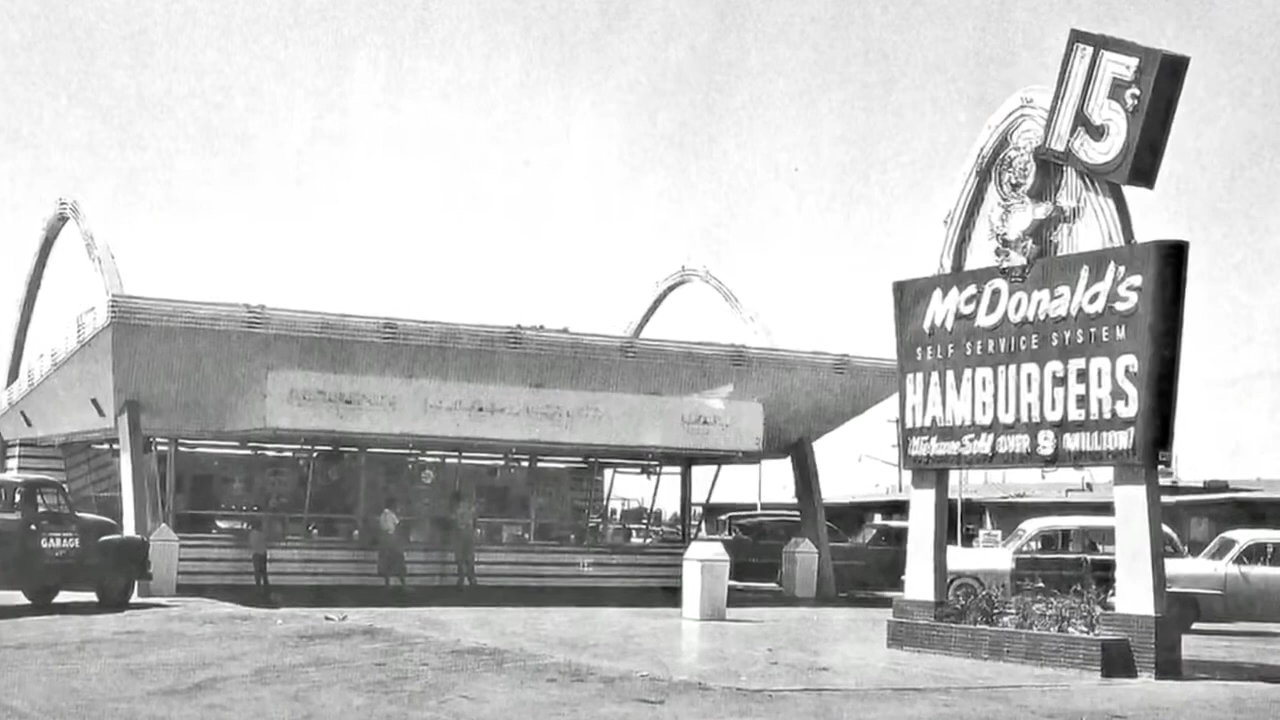 15¢
McDonald's
SELF SERVICE SYSTEM
HAMBURGERS
We have Sold OVER 9 MILLION
GARAGE